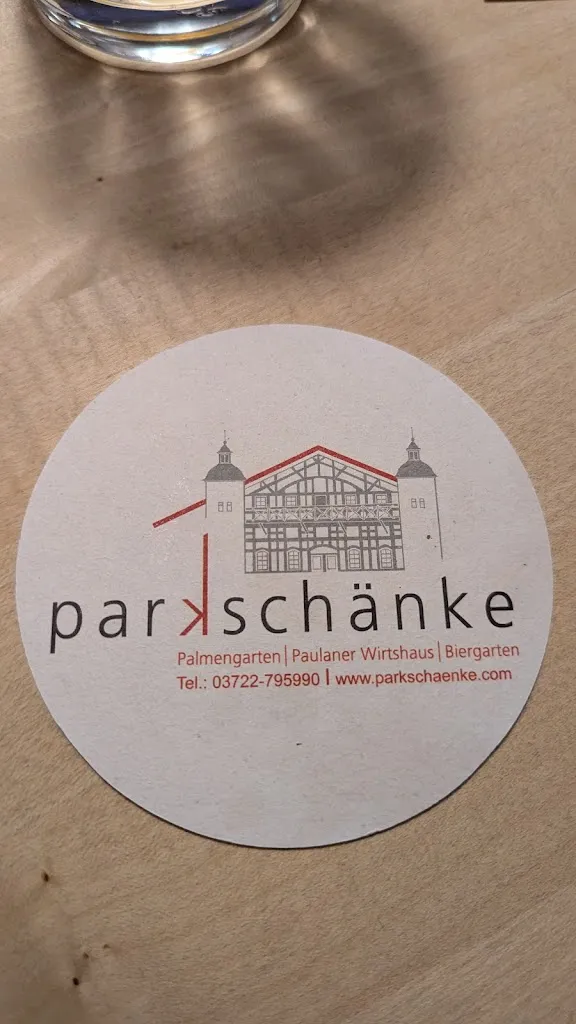 parkschänke
Palmengarten|Paulaner Wirtshaus|Biergarten
Tel.: 03722-795990 | www.parkschaenke.com